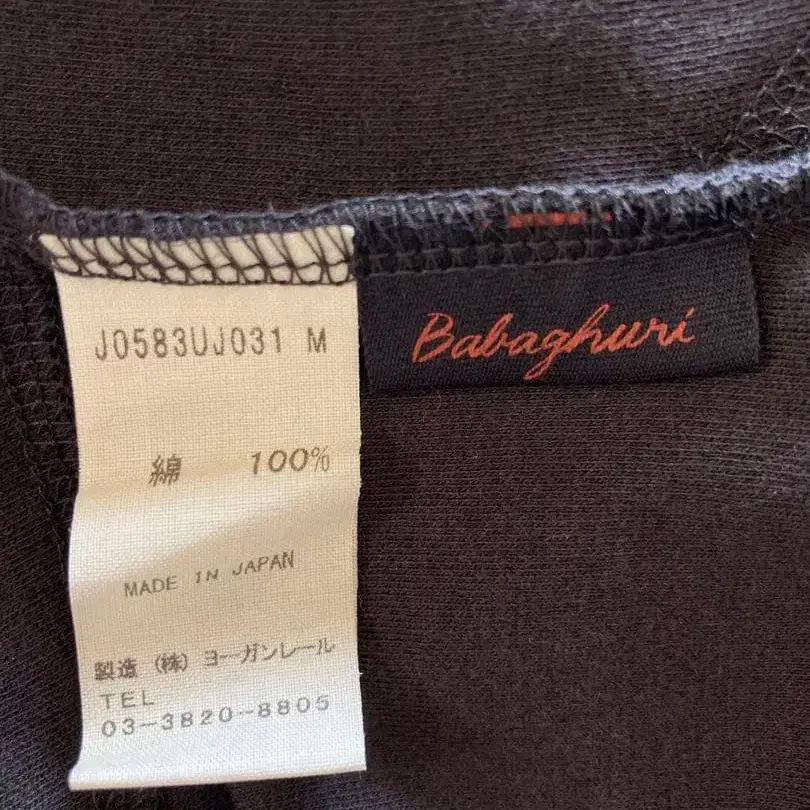 J0583UJ031 M
綿 100%
MADE IN JAPAN
製造 (株) ヨーガンレール
TEL
03-3820-8805
Babaghuri